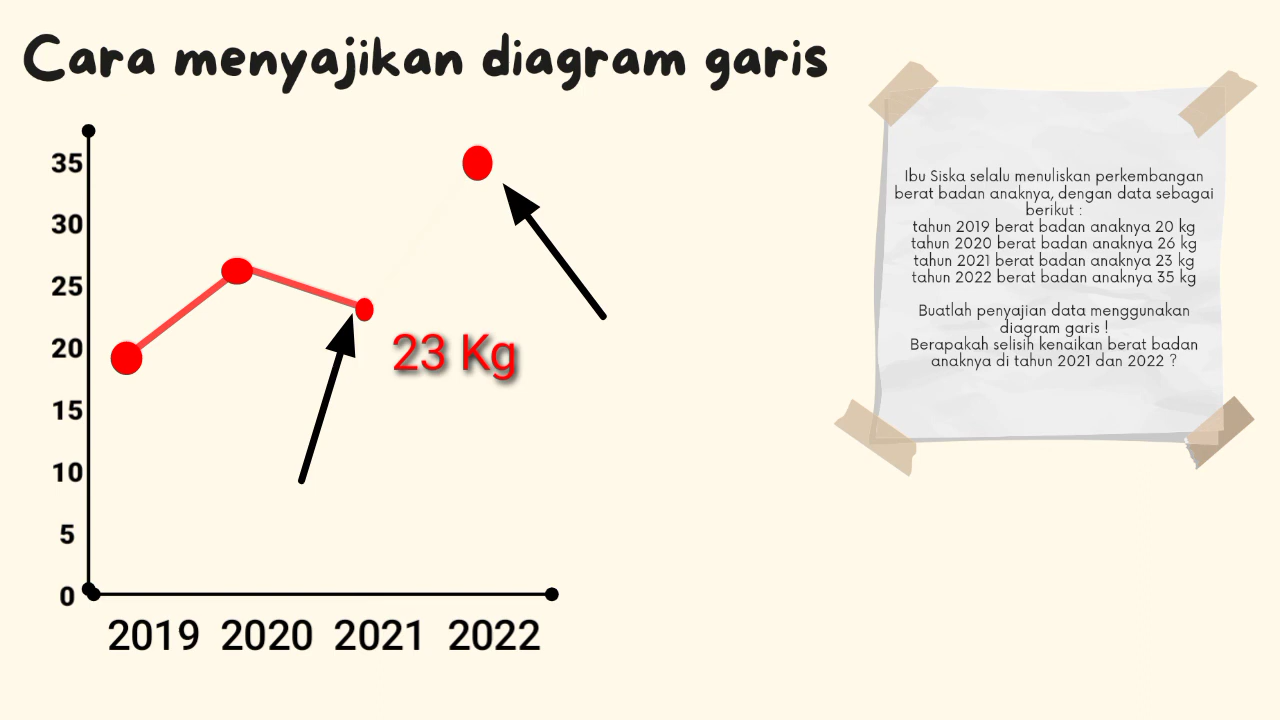 Cara menyajikan diagram garis
35
30
25
20
15
10
5
0
2019 2020 2021 2022
23 Kg
Ibu Siska selalu menuliskan perkembangan
berat badan anaknya, dengan data sebagai
berikut :
tahun 2019 berat badan anaknya 20 kg
tahun 2020 berat badan anaknya 26 kg
tahun 2021 berat badan anaknya 23 kg
tahun 2022 berat badan anaknya 35 kg
Buatlah penyajian data menggunakan
diagram garis !
Berapakah selisih kenaikan berat badan
anaknya di tahun 2021 dan 2022 ?